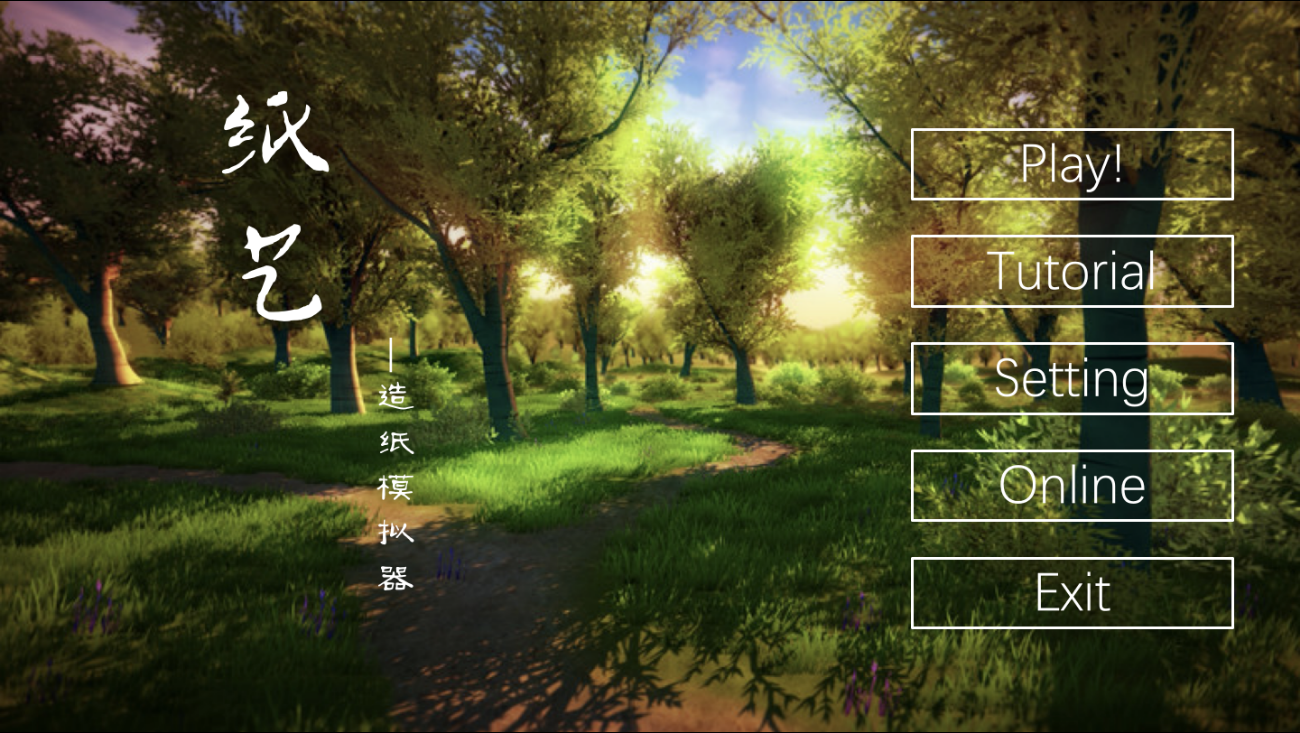 纸艺
—造纸模拟器
Play!
Tutorial
Setting
Online
Exit